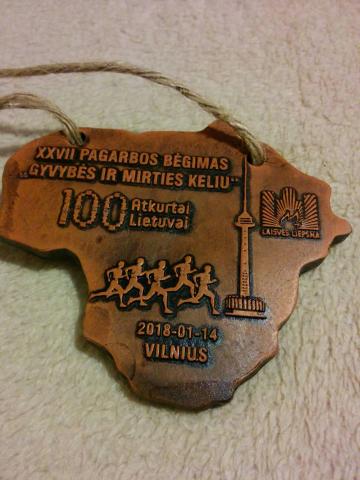 XXVII PAGARBOS BĖGIMAS
„GYVYBĖS IR MIRTIES KELIU“
100 Atkurtai
Lietuvai
LAISVĖS LIEPSNA
2018-01-14
VILNIUS